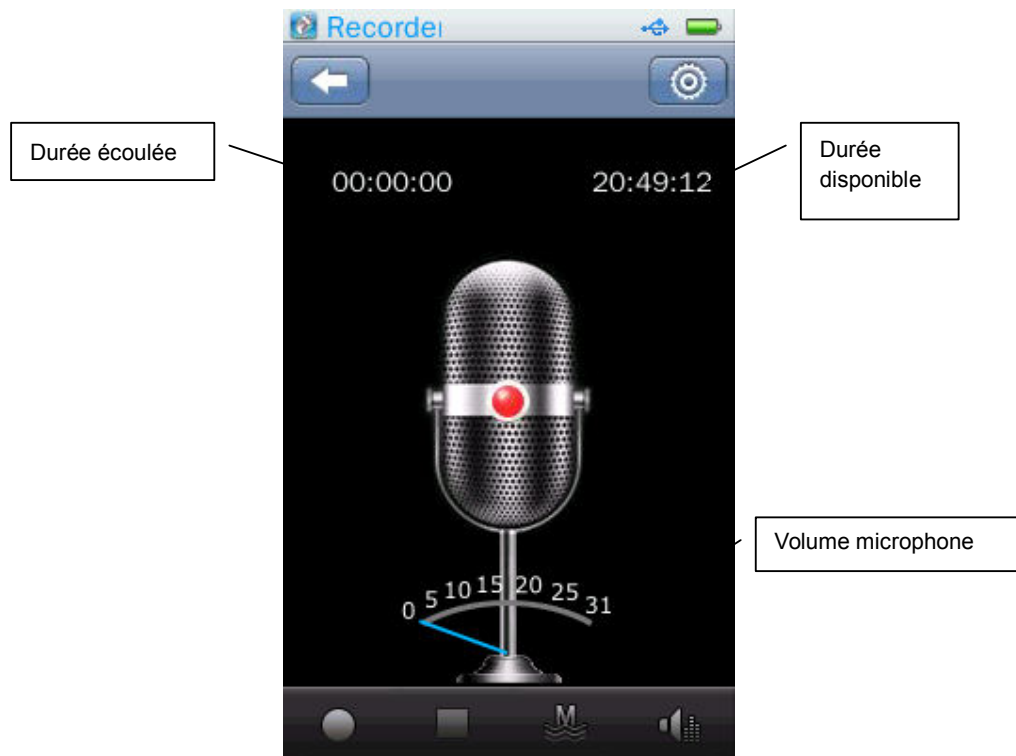 Recorder
Durée écoulée
Durée
disponible
00:00:00
20:49:12
Volume microphone
0 5 10 15 20 25 31
M